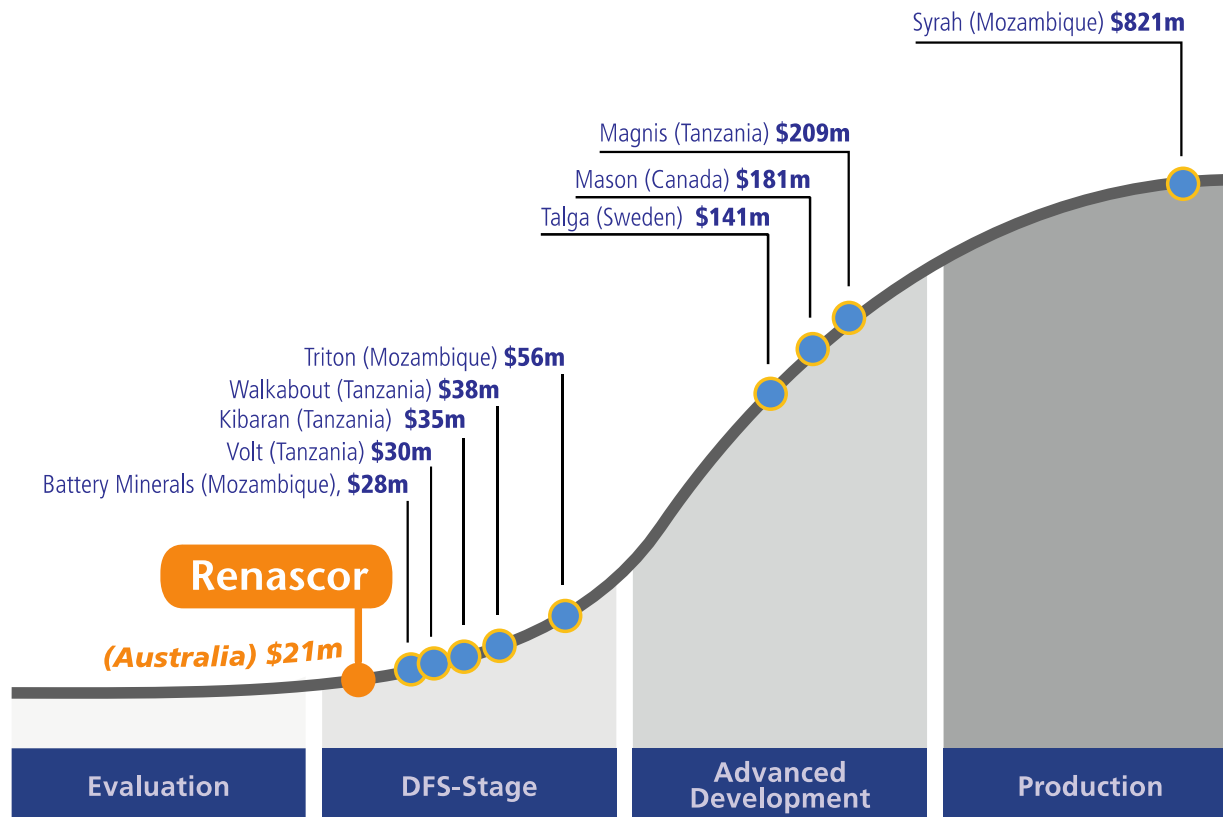 Syrah (Mozambique) $821m
Magnis (Tanzania) $209m
Mason (Canada) $181m
Talga (Sweden) $141m
Triton (Mozambique) $56m
Walkabout (Tanzania) $38m
Kibaran (Tanzania) $35m
Volt (Tanzania) $30m
Battery Minerals (Mozambique), $28m
Renascor
(Australia) $21m
Evaluation
DFS-Stage
Advanced
Development
Production